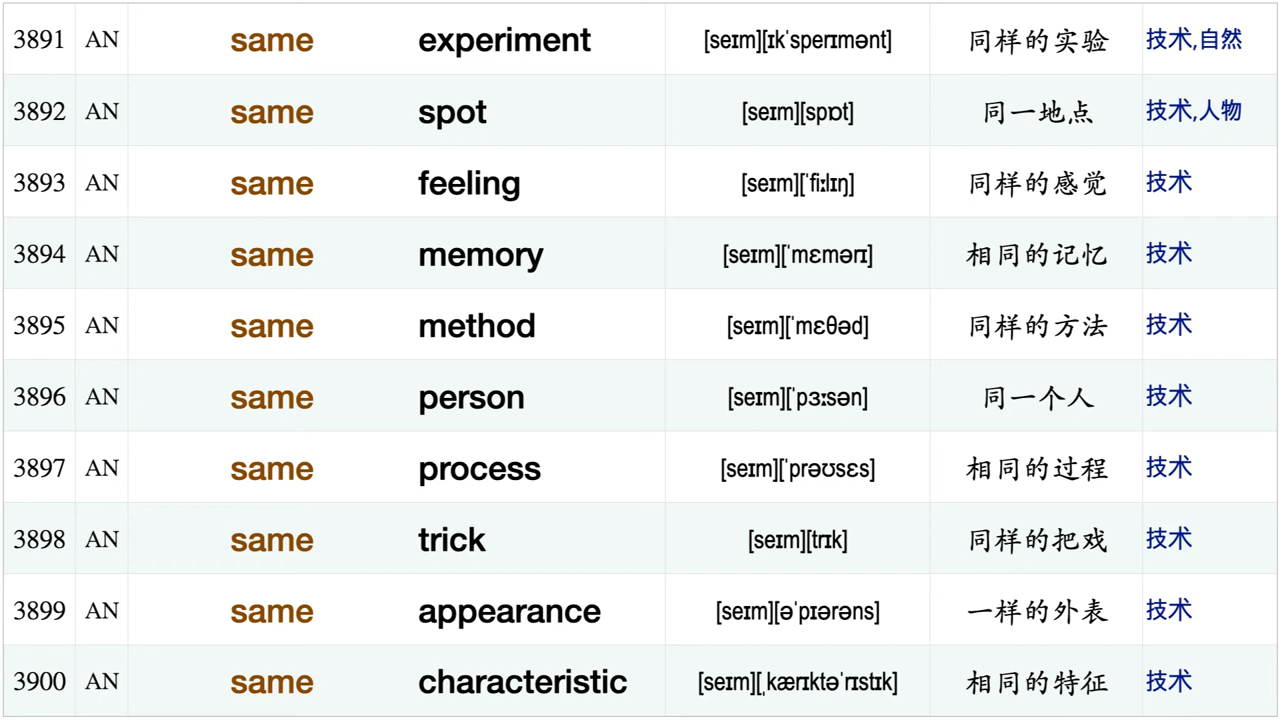 3891 AN same experiment [seɪm][ɪkˈsperɪmənt] 同样的实验 技术,自然
3892 AN same spot [seɪm][spɒt] 同一地点 技术,人物
3893 AN same feeling [seɪm][ˈfiːlɪŋ] 同样的感觉 技术
3894 AN same memory [seɪm][ˈmɛmərɪ] 相同的记忆 技术
3895 AN same method [seɪm][ˈmɛθəd] 同样的方法 技术
3896 AN same person [seɪm][ˈpɜːsən] 同一个人 技术
3897 AN same process [seɪm][ˈprəʊsɛs] 相同的过程 技术
3898 AN same trick [seɪm][trɪk] 同样的把戏 技术
3899 AN same appearance [seɪm][əˈpɪərəns] 一样的外表 技术
3900 AN same characteristic [seɪm][ˌkærɪktəˈrɪstɪk] 相同的特征 技术